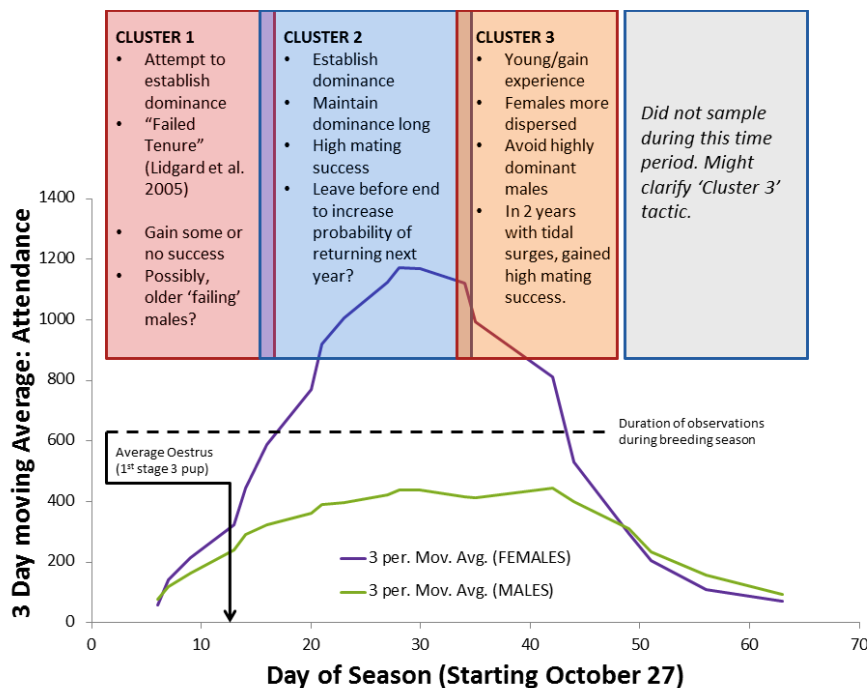 CLUSTER 1
• Attempt to
establish
dominance
• “Failed
Tenure”
(Lidgard et al.
2005)
• Gain some or
no success
• Possibly,
older ‘failing’
males?
CLUSTER 2
• Establish
dominance
• Maintain
dominance long
• High mating
success
• Leave before end
to increase
probability of
returning next
year?
CLUSTER 3
• Young/gain
experience
• Females more
dispersed
• Avoid highly
dominant
males
• In 2 years
with tidal
surges, gained
high mating
success.
Did not sample
during this time
period. Might
clarify ‘Cluster 3’
tactic.
3 Day moving Average: Attendance
1400
1200
1000
800
600
400
200
0
Average Oestrus
(1st stage 3 pup)
Duration of observations
during breeding season
3 per. Mov. Avg. (FEMALES)
3 per. Mov. Avg. (MALES)
0 10 20 30 40 50 60 70
Day of Season (Starting October 27)